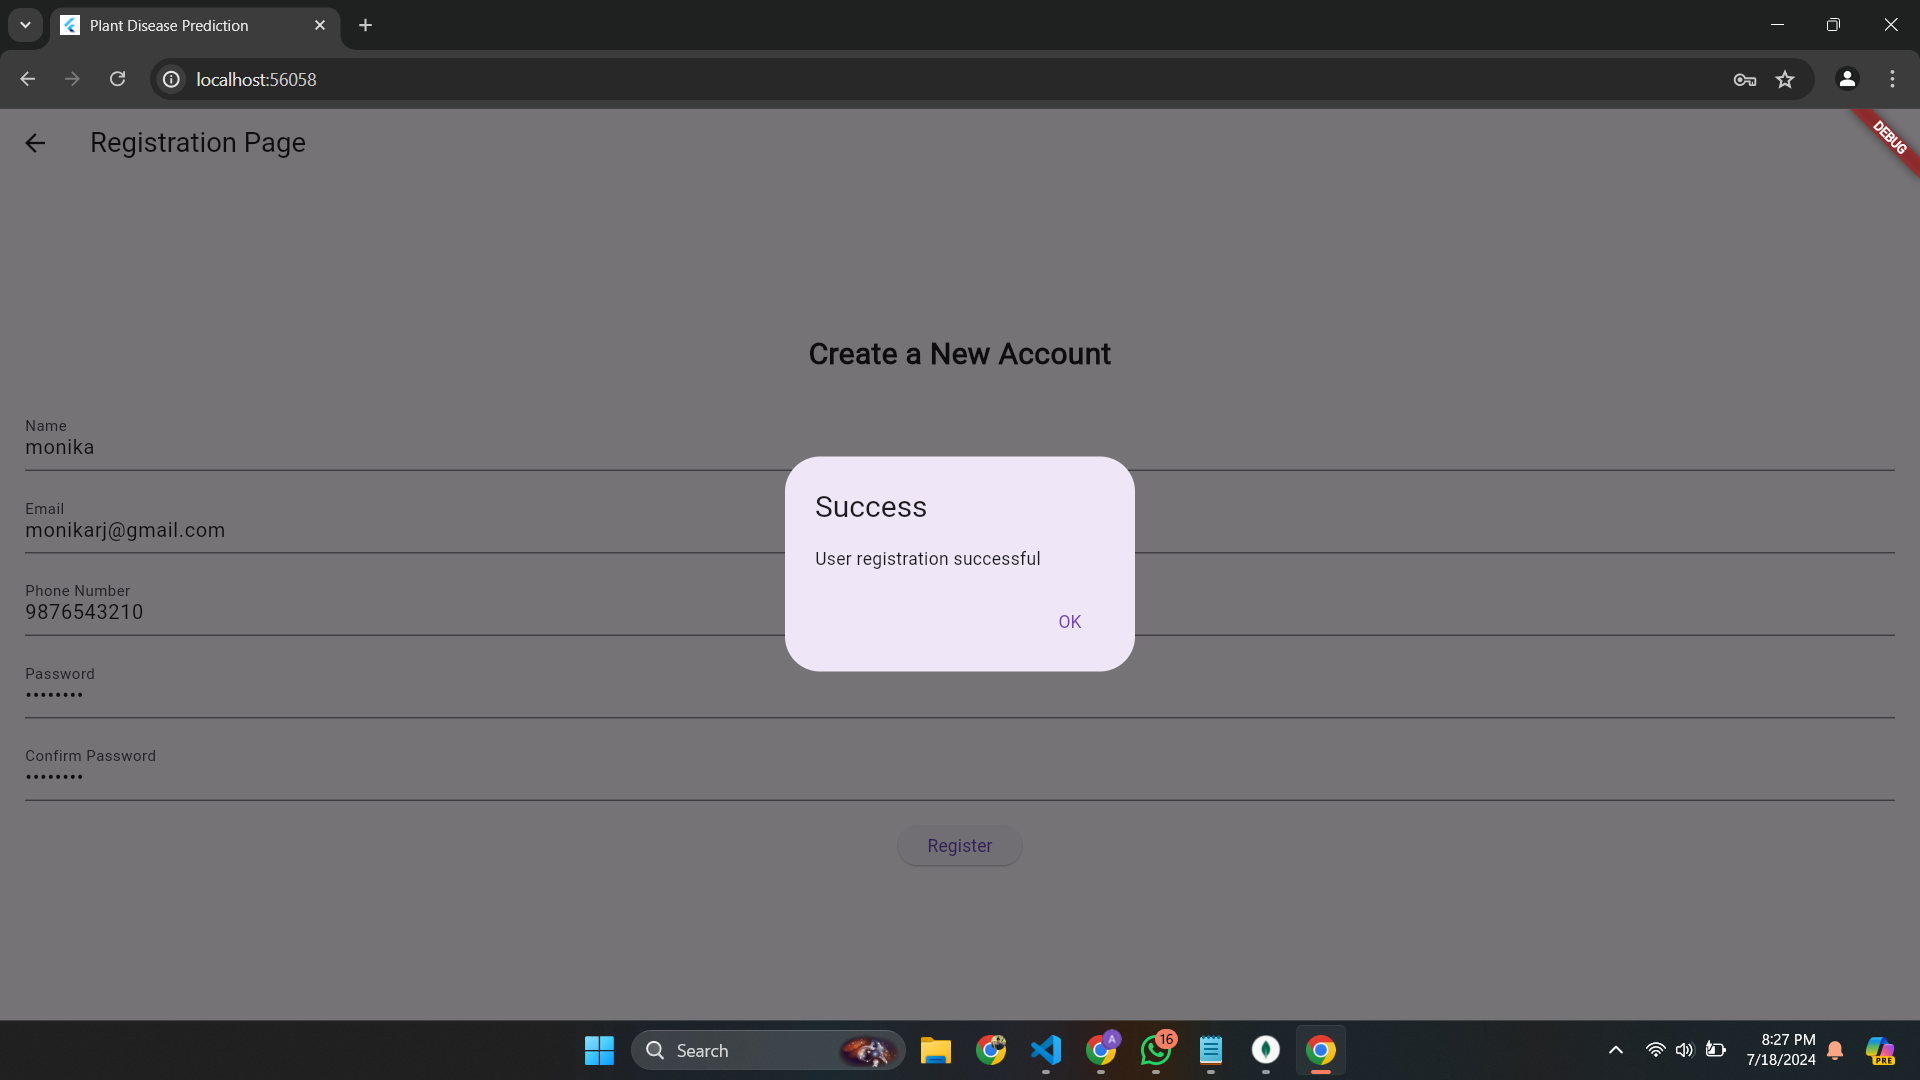 Plant Disease Prediction
localhost:56058
Registration Page
DEBUG
Create a New Account
Name
monika
Email
monikarj@gmail.com
Phone Number
9876543210
Password
••••••••
Confirm Password
••••••••
Register
Success
User registration successful
OK
Search
A
16
8:27 PM
7/18/2024
PRE